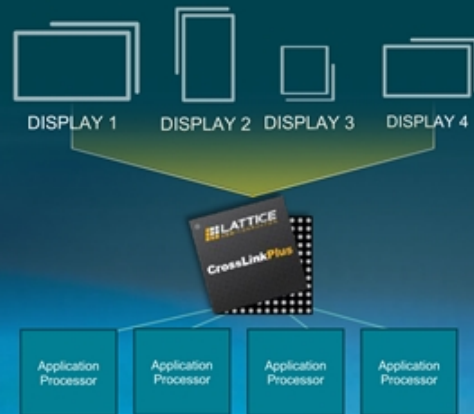 DISPLAY 1
DISPLAY 2
DISPLAY 3
DISPLAY 4
LATTICE
CrossLinkPlus
Application
Processor
Application
Processor
Application
Processor
Application
Processor